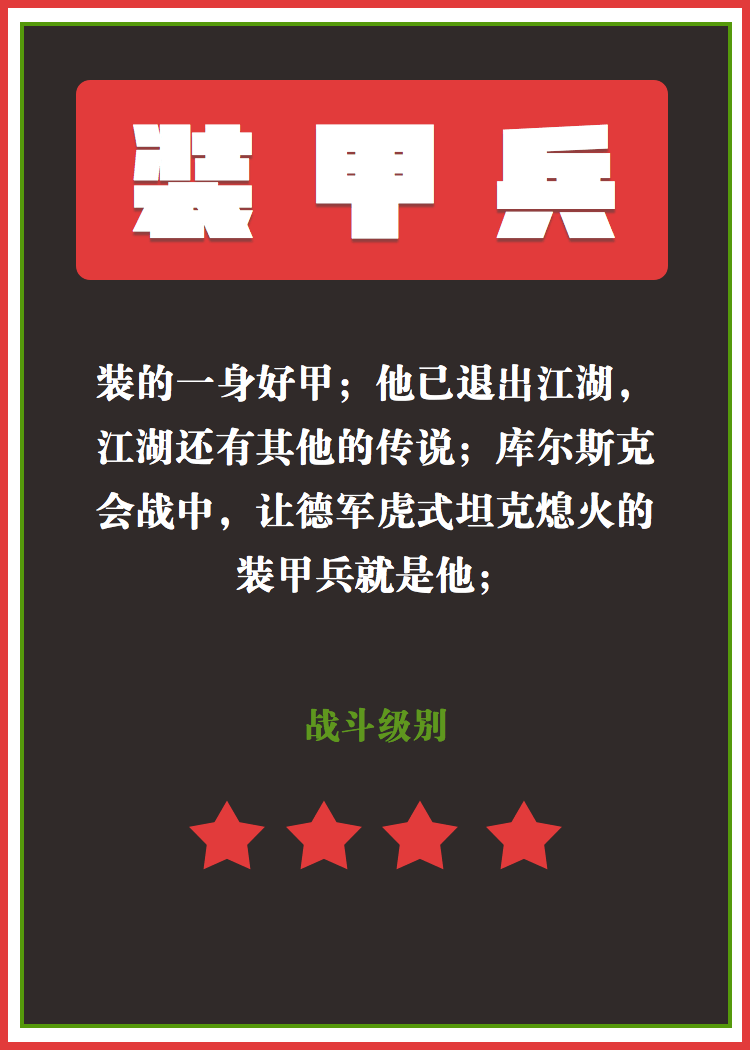 装甲兵
装的一身好甲；他已退出江湖，
江湖还有其他的传说；库尔斯克
会战中，让德军虎式坦克熄火的
装甲兵就是他；
战斗级别